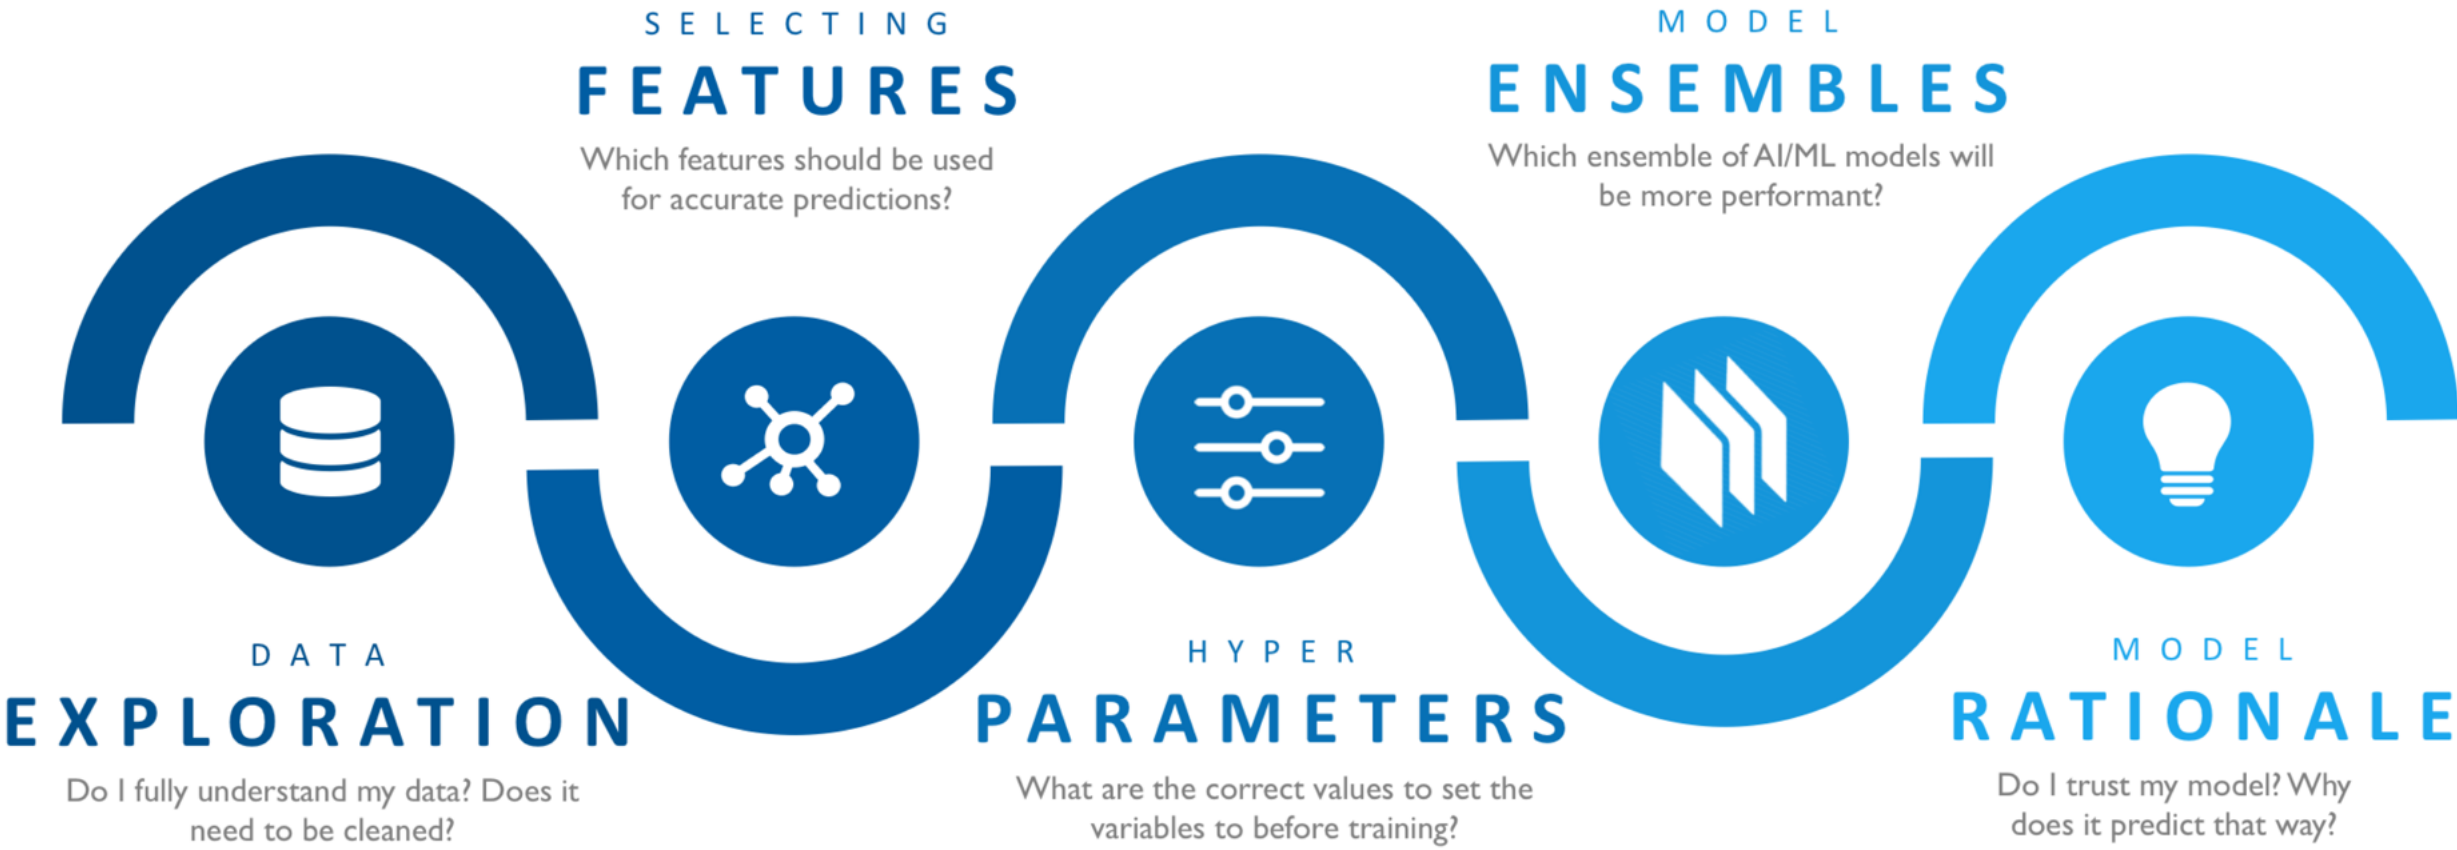 DATA
EXPLORATION
Do I fully understand my data? Does it
need to be cleaned?
SELECTING
FEATURES
Which features should be used
for accurate predictions?
HYPER
PARAMETERS
What are the correct values to set the
variables to before training?
MODEL
ENSEMBLES
Which ensemble of AI/ML models will
be more performant?
MODEL
RATIONALE
Do I trust my model? Why
does it predict that way?